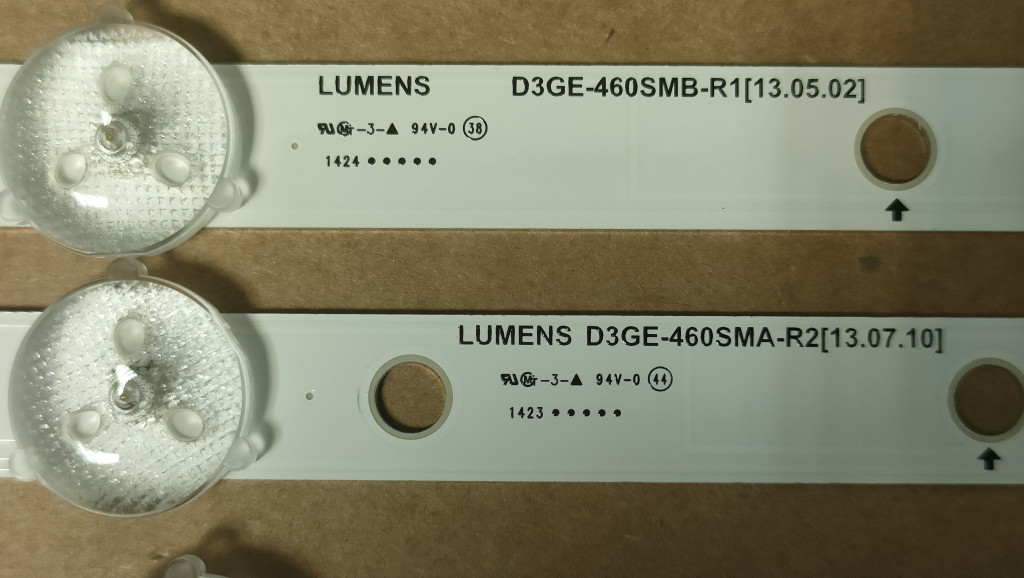 LUMENS D3GE-460SMB-R1[13.05.02]
-3-▲ 94V-0 38
1424 •••••
LUMENS D3GE-460SMA-R2[13.07.10]
-3-▲ 94V-0 44
1423 •••••